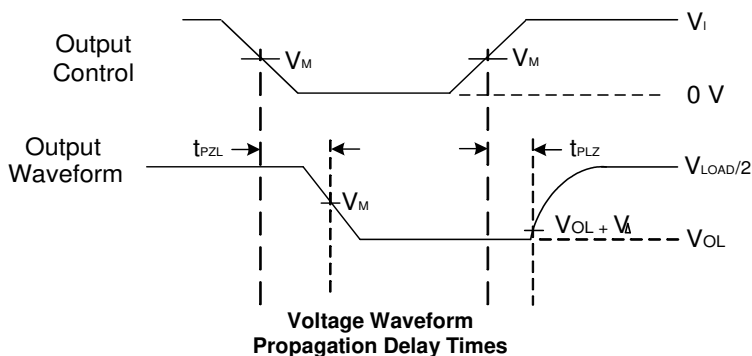 Output
Control
VM
VM
VI
0 V
Output
Waveform
tPZL
tPLZ
VLOAD/2
VM
VOL + VΔ
VOL
Voltage Waveform
Propagation Delay Times